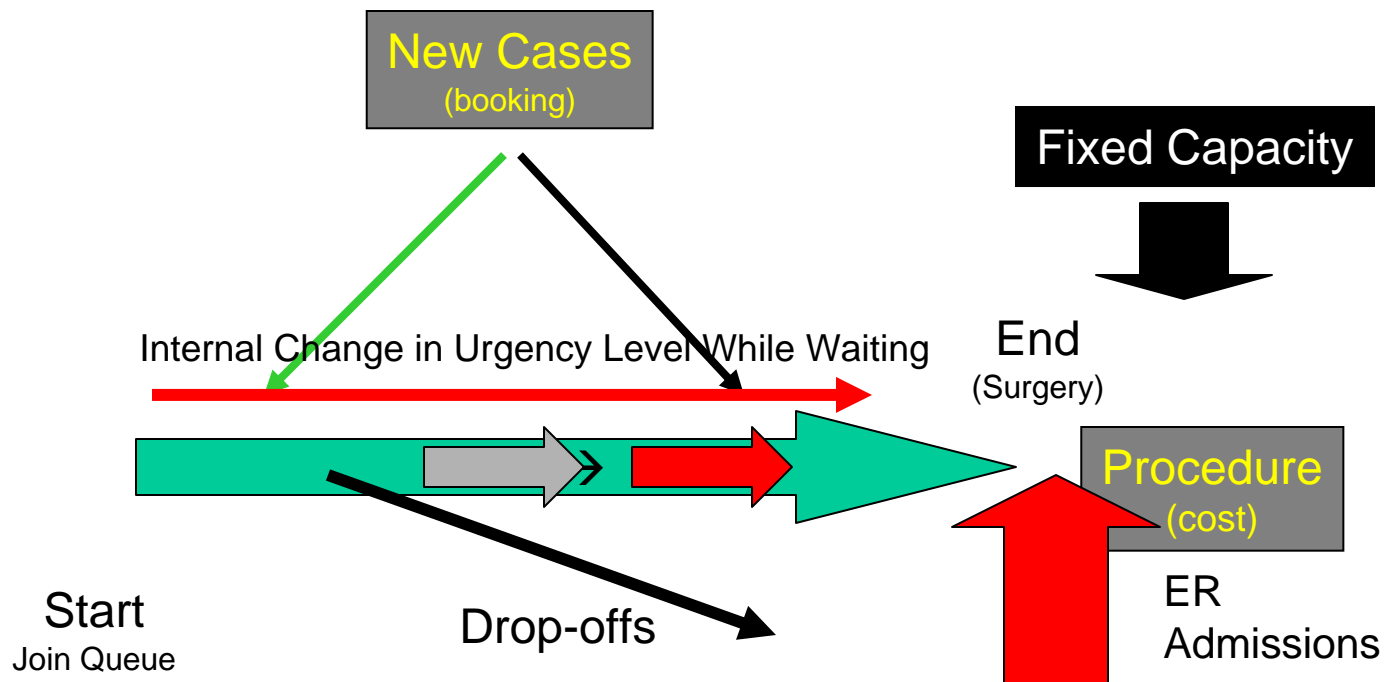 New Cases
(booking)
Fixed Capacity
Internal Change in Urgency Level While Waiting
End
(Surgery)
Procedure
(cost)
Start
Join Queue
Drop-offs
ER
Admissions